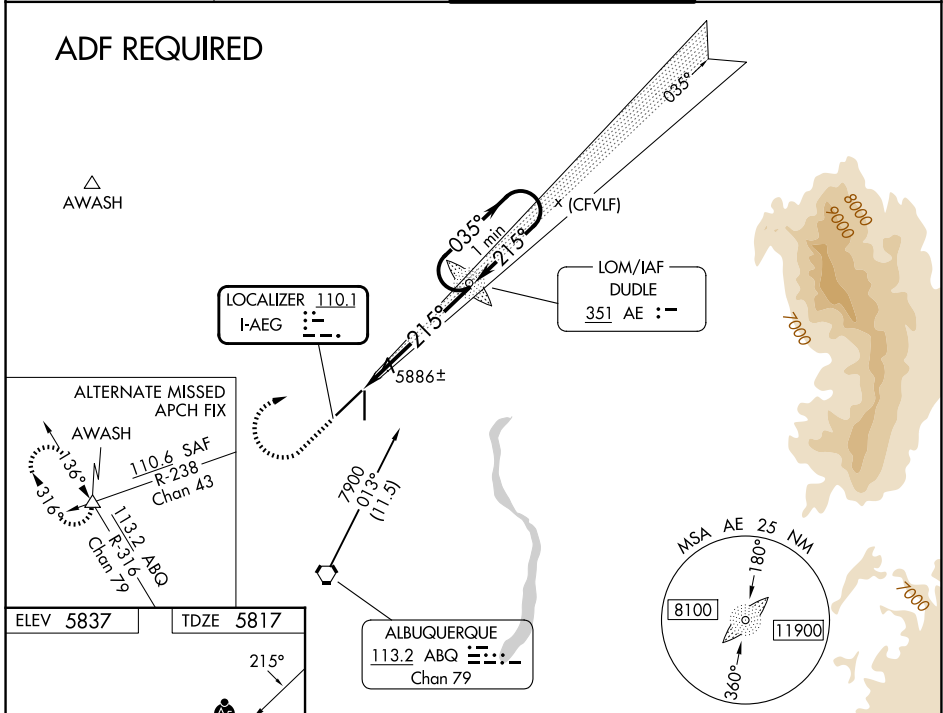 ADF REQUIRED
035°
AWASH
(CFVLF)
035°
1 min
215°
LOM/IAF
DUDLE
351 AE
LOCALIZER 110.1
I-AEG
215°
5886±
8000
9000
7000
ALTERNATE MISSED
APCH FIX
AWASH
136°
316°
110.6 SAF
R-238
Chan 43
113.2 ABQ
R-316
Chan 79
7900
013°
(11.5)
MSA AE 25 NM
180°
8100
11900
360°
7000
ELEV 5837
TDZE 5817
215°
ALBUQUERQUE
113.2 ABQ
Chan 79